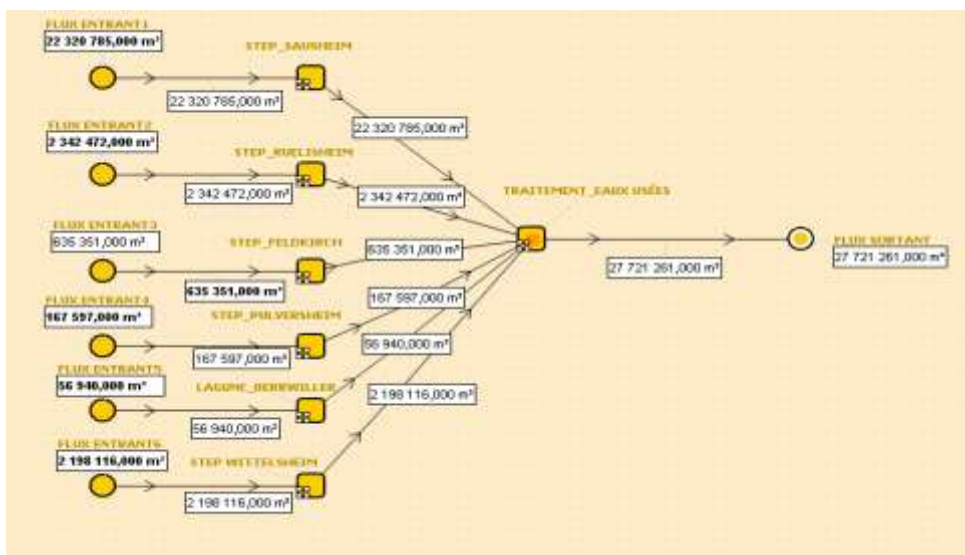 FLUX ENTRANT1
22 320 785,000 m³
STEP_SAUSHEIM
22 320 785,000 m³
22 320 785,000 m³
FLUX ENTRANT2
2 342 472,000 m³
STEP_RUELISHEIM
2 342 472,000 m³
2 342 472,000 m³
TRAITEMENT_EAUX USÉES
FLUX ENTRANT3
635 351,000 m³
STEP_FELDKIRCH
635 351,000 m³
635 351,000 m³
FLUX SORTANT
27 721 261,000 m³
27 721 261,000 m³
FLUX ENTRANT4
167 597,000 m³
STEP_PULVERSHEIM
167 597,000 m³
167 597,000 m³
FLUX ENTRANT5
56 940,000 m³
LAGUNE_BERRWILLER
56 940,000 m³
56 940,000 m³
FLUX ENTRANT6
2 198 116,000 m³
STEP WITTELSHEIM
2 198 116,000 m³
2 198 116,000 m³